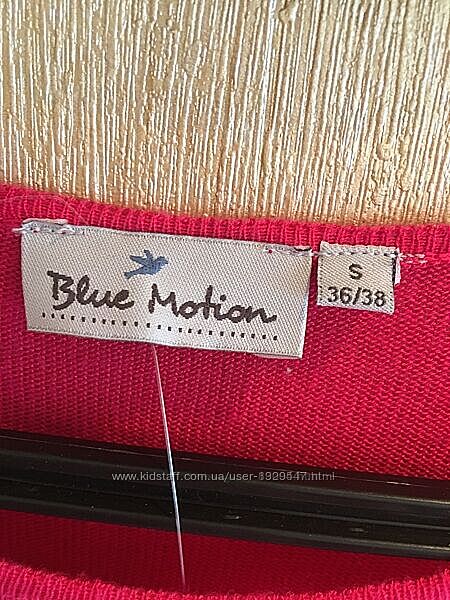 Blue Motion
S
36/38
www.kidstaff.com.ua/user-1929547.html